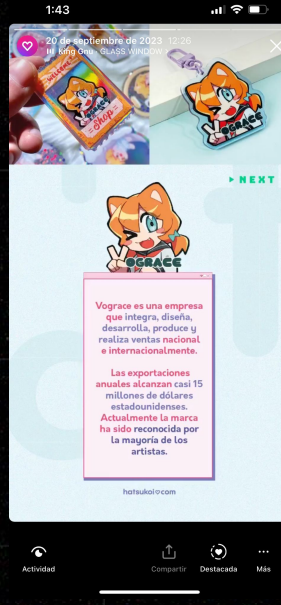 1:43
20 de septiembre de 2023 12:26
King Gnu · GLASS WINDOW
Shop
OGRACE
NEXT
OGRACE
Vograce es una empresa
que integra, diseña,
desarrolla, produce y
realiza ventas nacional
e internacionalmente.
Las exportaciones
anuales alcanzan casi 15
millones de dólares
estadounidenses.
Actualmente la marca
ha sido reconocida por
la mayoría de los
artistas.
hatsukoi♡com
Actividad
Compartir
Destacada
Más